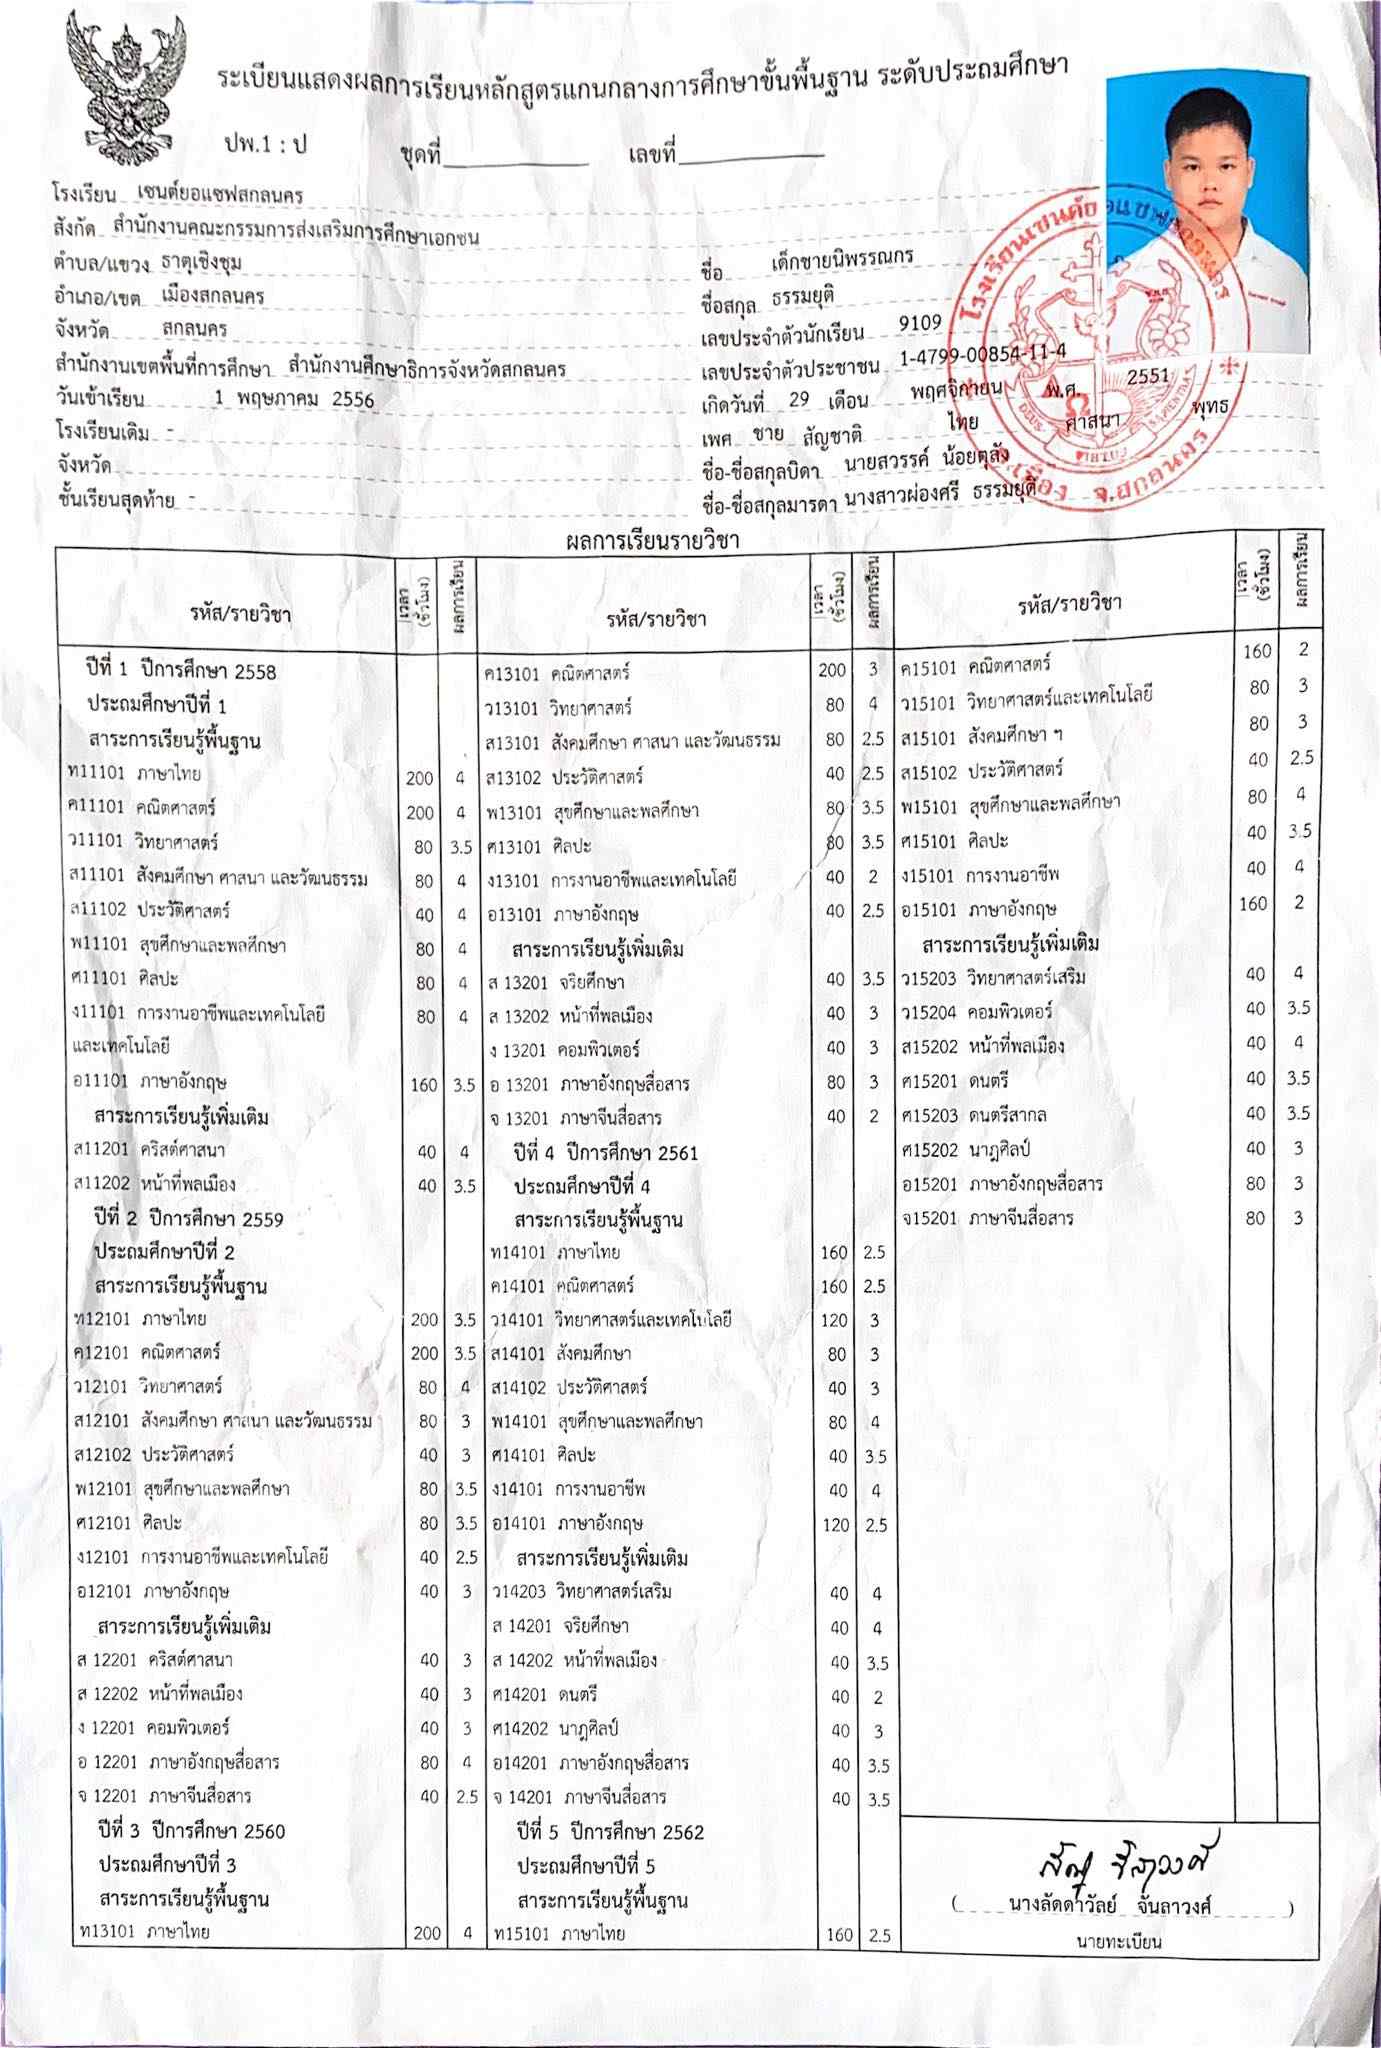 ระเบียนแสดงผลการเรียนหลักสูตรแกนกลางการศึกษาขั้นพื้นฐาน ระดับประถมศึกษา
ปพ.1 : ป ชุดที่ เลขที่
โรงเรียน เซนต์ยอแซฟสกลนคร
สังกัด สำนักงานคณะกรรมการส่งเสริมการศึกษาเอกชน
ตำบล/แขวง ธาตุเชิงชุม
อำเภอ/เขต เมืองสกลนคร
จังหวัด สกลนคร
สำนักงานเขตพื้นที่การศึกษา สำนักงานศึกษาธิการจังหวัดสกลนคร
วันเข้าเรียน 1 พฤษภาคม 2556
โรงเรียนเดิม -
จังหวัด
ชั้นเรียนสุดท้าย -
ชื่อ เด็กชายนิพรรณกร
ชื่อสกุล ธรรมยุติ
เลขประจำตัวนักเรียน 9109
เลขประจำตัวประชาชน 1-4799-00854-11-4
เกิดวันที่ 29 เดือน พฤศจิกายน พ.ศ. 2551
เพศ ชาย สัญชาติ ไทย ศาสนา พุทธ
ชื่อ-ชื่อสกุลบิดา นายสวรรค์ น้อยตุลัง
ชื่อ-ชื่อสกุลมารดา นางสาวผ่องศรี ธรรมยุติ
ผลการเรียนรายวิชา
รหัส/รายวิชา เวลา (ชั่วโมง) ผลการเรียน
ปีที่ 1 ปีการศึกษา 2558
ประถมศึกษาปีที่ 1
สาระการเรียนรู้พื้นฐาน
ท11101 ภาษาไทย 200 4
ค11101 คณิตศาสตร์ 200 4
ว11101 วิทยาศาสตร์ 80 3.5
ส11101 สังคมศึกษา ศาสนา และวัฒนธรรม 80 4
ส11102 ประวัติศาสตร์ 40 4
พ11101 สุขศึกษาและพลศึกษา 80 4
ศ11101 ศิลปะ 80 4
ง11101 การงานอาชีพและเทคโนโลยี 80 4
และเทคโนโลยี
อ11101 ภาษาอังกฤษ 160 3.5
สาระการเรียนรู้เพิ่มเติม
ส11201 คริสต์ศาสนา 40 4
ส11202 หน้าที่พลเมือง 40 3.5
ปีที่ 2 ปีการศึกษา 2559
ประถมศึกษาปีที่ 2
สาระการเรียนรู้พื้นฐาน
ท12101 ภาษาไทย 200 3.5
ค12101 คณิตศาสตร์ 200 3.5
ว12101 วิทยาศาสตร์ 80 4
ส12101 สังคมศึกษา ศาสนา และวัฒนธรรม 80 3
ส12102 ประวัติศาสตร์ 40 3
พ12101 สุขศึกษาและพลศึกษา 80 3.5
ศ12101 ศิลปะ 80 3.5
ง12101 การงานอาชีพและเทคโนโลยี 40 2.5
อ12101 ภาษาอังกฤษ 40 3
สาระการเรียนรู้เพิ่มเติม
ส 12201 คริสต์ศาสนา 40 3
ส 12202 หน้าที่พลเมือง 40 3
ง 12201 คอมพิวเตอร์ 40 3
อ 12201 ภาษาอังกฤษสื่อสาร 80 4
จ 12201 ภาษาจีนสื่อสาร 40 2.5
ปีที่ 3 ปีการศึกษา 2560
ประถมศึกษาปีที่ 3
สาระการเรียนรู้พื้นฐาน
ท13101 ภาษาไทย 200 4
รหัส/รายวิชา เวลา (ชั่วโมง) ผลการเรียน
ค13101 คณิตศาสตร์ 200 3
ว13101 วิทยาศาสตร์ 80 4
ส13101 สังคมศึกษา ศาสนา และวัฒนธรรม 80 2.5
ส13102 ประวัติศาสตร์ 40 2.5
พ13101 สุขศึกษาและพลศึกษา 80 3.5
ศ13101 ศิลปะ 80 3.5
ง13101 การงานอาชีพและเทคโนโลยี 40 2
อ13101 ภาษาอังกฤษ 40 2.5
สาระการเรียนรู้เพิ่มเติม
ส 13201 จริยศึกษา 40 3.5
ส 13202 หน้าที่พลเมือง 40 3
ง 13201 คอมพิวเตอร์ 40 3
อ 13201 ภาษาอังกฤษสื่อสาร 80 3
จ 13201 ภาษาจีนสื่อสาร 40 2
ปีที่ 4 ปีการศึกษา 2561
ประถมศึกษาปีที่ 4
สาระการเรียนรู้พื้นฐาน
ท14101 ภาษาไทย 160 2.5
ค14101 คณิตศาสตร์ 160 2.5
ว14101 วิทยาศาสตร์และเทคโนโลยี 120 3
ส14101 สังคมศึกษา 80 3
ส14102 ประวัติศาสตร์ 40 3
พ14101 สุขศึกษาและพลศึกษา 80 4
ศ14101 ศิลปะ 40 3.5
ง14101 การงานอาชีพ 40 4
อ14101 ภาษาอังกฤษ 120 2.5
สาระการเรียนรู้เพิ่มเติม
ว14203 วิทยาศาสตร์เสริม 40 4
ส 14201 จริยศึกษา 40 4
ส 14202 หน้าที่พลเมือง 40 3.5
ศ14201 ดนตรี 40 2
ศ14202 นาฏศิลป์ 40 3
อ14201 ภาษาอังกฤษสื่อสาร 40 3.5
จ 14201 ภาษาจีนสื่อสาร 40 3.5
ปีที่ 5 ปีการศึกษา 2562
ประถมศึกษาปีที่ 5
สาระการเรียนรู้พื้นฐาน
ท15101 ภาษาไทย 160 2.5
รหัส/รายวิชา เวลา (ชั่วโมง) ผลการเรียน
ค15101 คณิตศาสตร์ 160 2
ว15101 วิทยาศาสตร์และเทคโนโลยี 80 3
ส15101 สังคมศึกษา ฯ 80 3
ส15102 ประวัติศาสตร์ 40 2.5
พ15101 สุขศึกษาและพลศึกษา 80 4
ศ15101 ศิลปะ 40 3.5
ง15101 การงานอาชีพ 40 4
อ15101 ภาษาอังกฤษ 160 2
สาระการเรียนรู้เพิ่มเติม
ว15203 วิทยาศาสตร์เสริม 40 4
ว15204 คอมพิวเตอร์ 40 3.5
ส15202 หน้าที่พลเมือง 40 4
ศ15201 ดนตรี 40 3.5
ศ15203 ดนตรีสากล 40 3.5
ศ15202 นาฏศิลป์ 40 3
อ15201 ภาษาอังกฤษสื่อสาร 80 3
จ15201 ภาษาจีนสื่อสาร 80 3
( นางลัดดาวัลย์ จันลาวงศ์ )
นายทะเบียน